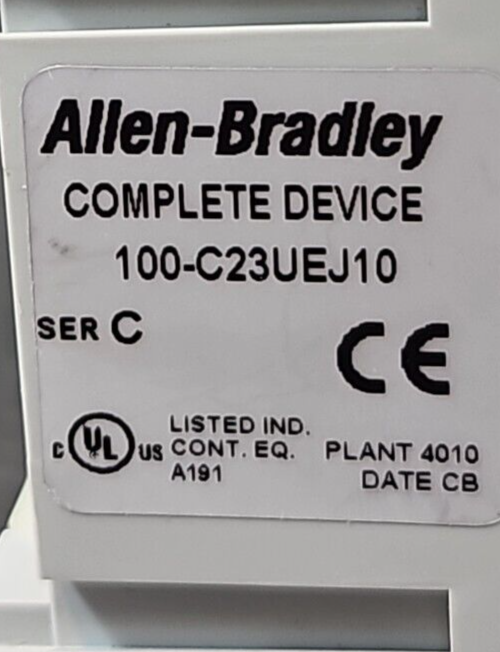 Allen-Bradley
COMPLETE DEVICE
100-C23UEJ10
SER C
CE
C UL US LISTED IND.
CONT. EQ.
A191
PLANT 4010
DATE CB